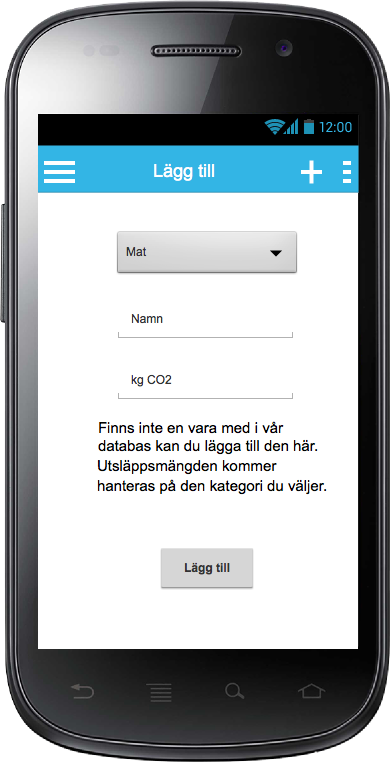 12:00
Lägg till
Mat
Namn
kg CO2
Finns inte en vara med i vår
databas kan du lägga till den här.
Utsläppsmängden kommer
hanteras på den kategori du väljer.
Lägg till